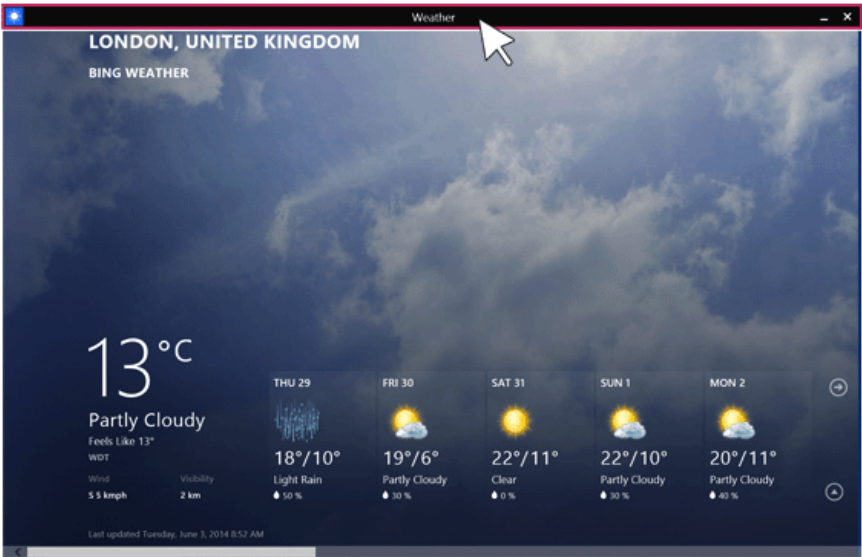 Weather
LONDON, UNITED KINGDOM
BING WEATHER
13°C
Partly Cloudy
Feels Like 13°
WDT
Wind Visibility
S 5 kmph 2 km
THU 29 FRI 30 SAT 31 SUN 1 MON 2
18°/10° 19°/6° 22°/11° 22°/10° 20°/11°
Light Rain Partly Cloudy Clear Partly Cloudy Partly Cloudy
50 % 30 % 0 % 30 % 40 %
Last updated Tuesday, June 3, 2014 8:52 AM